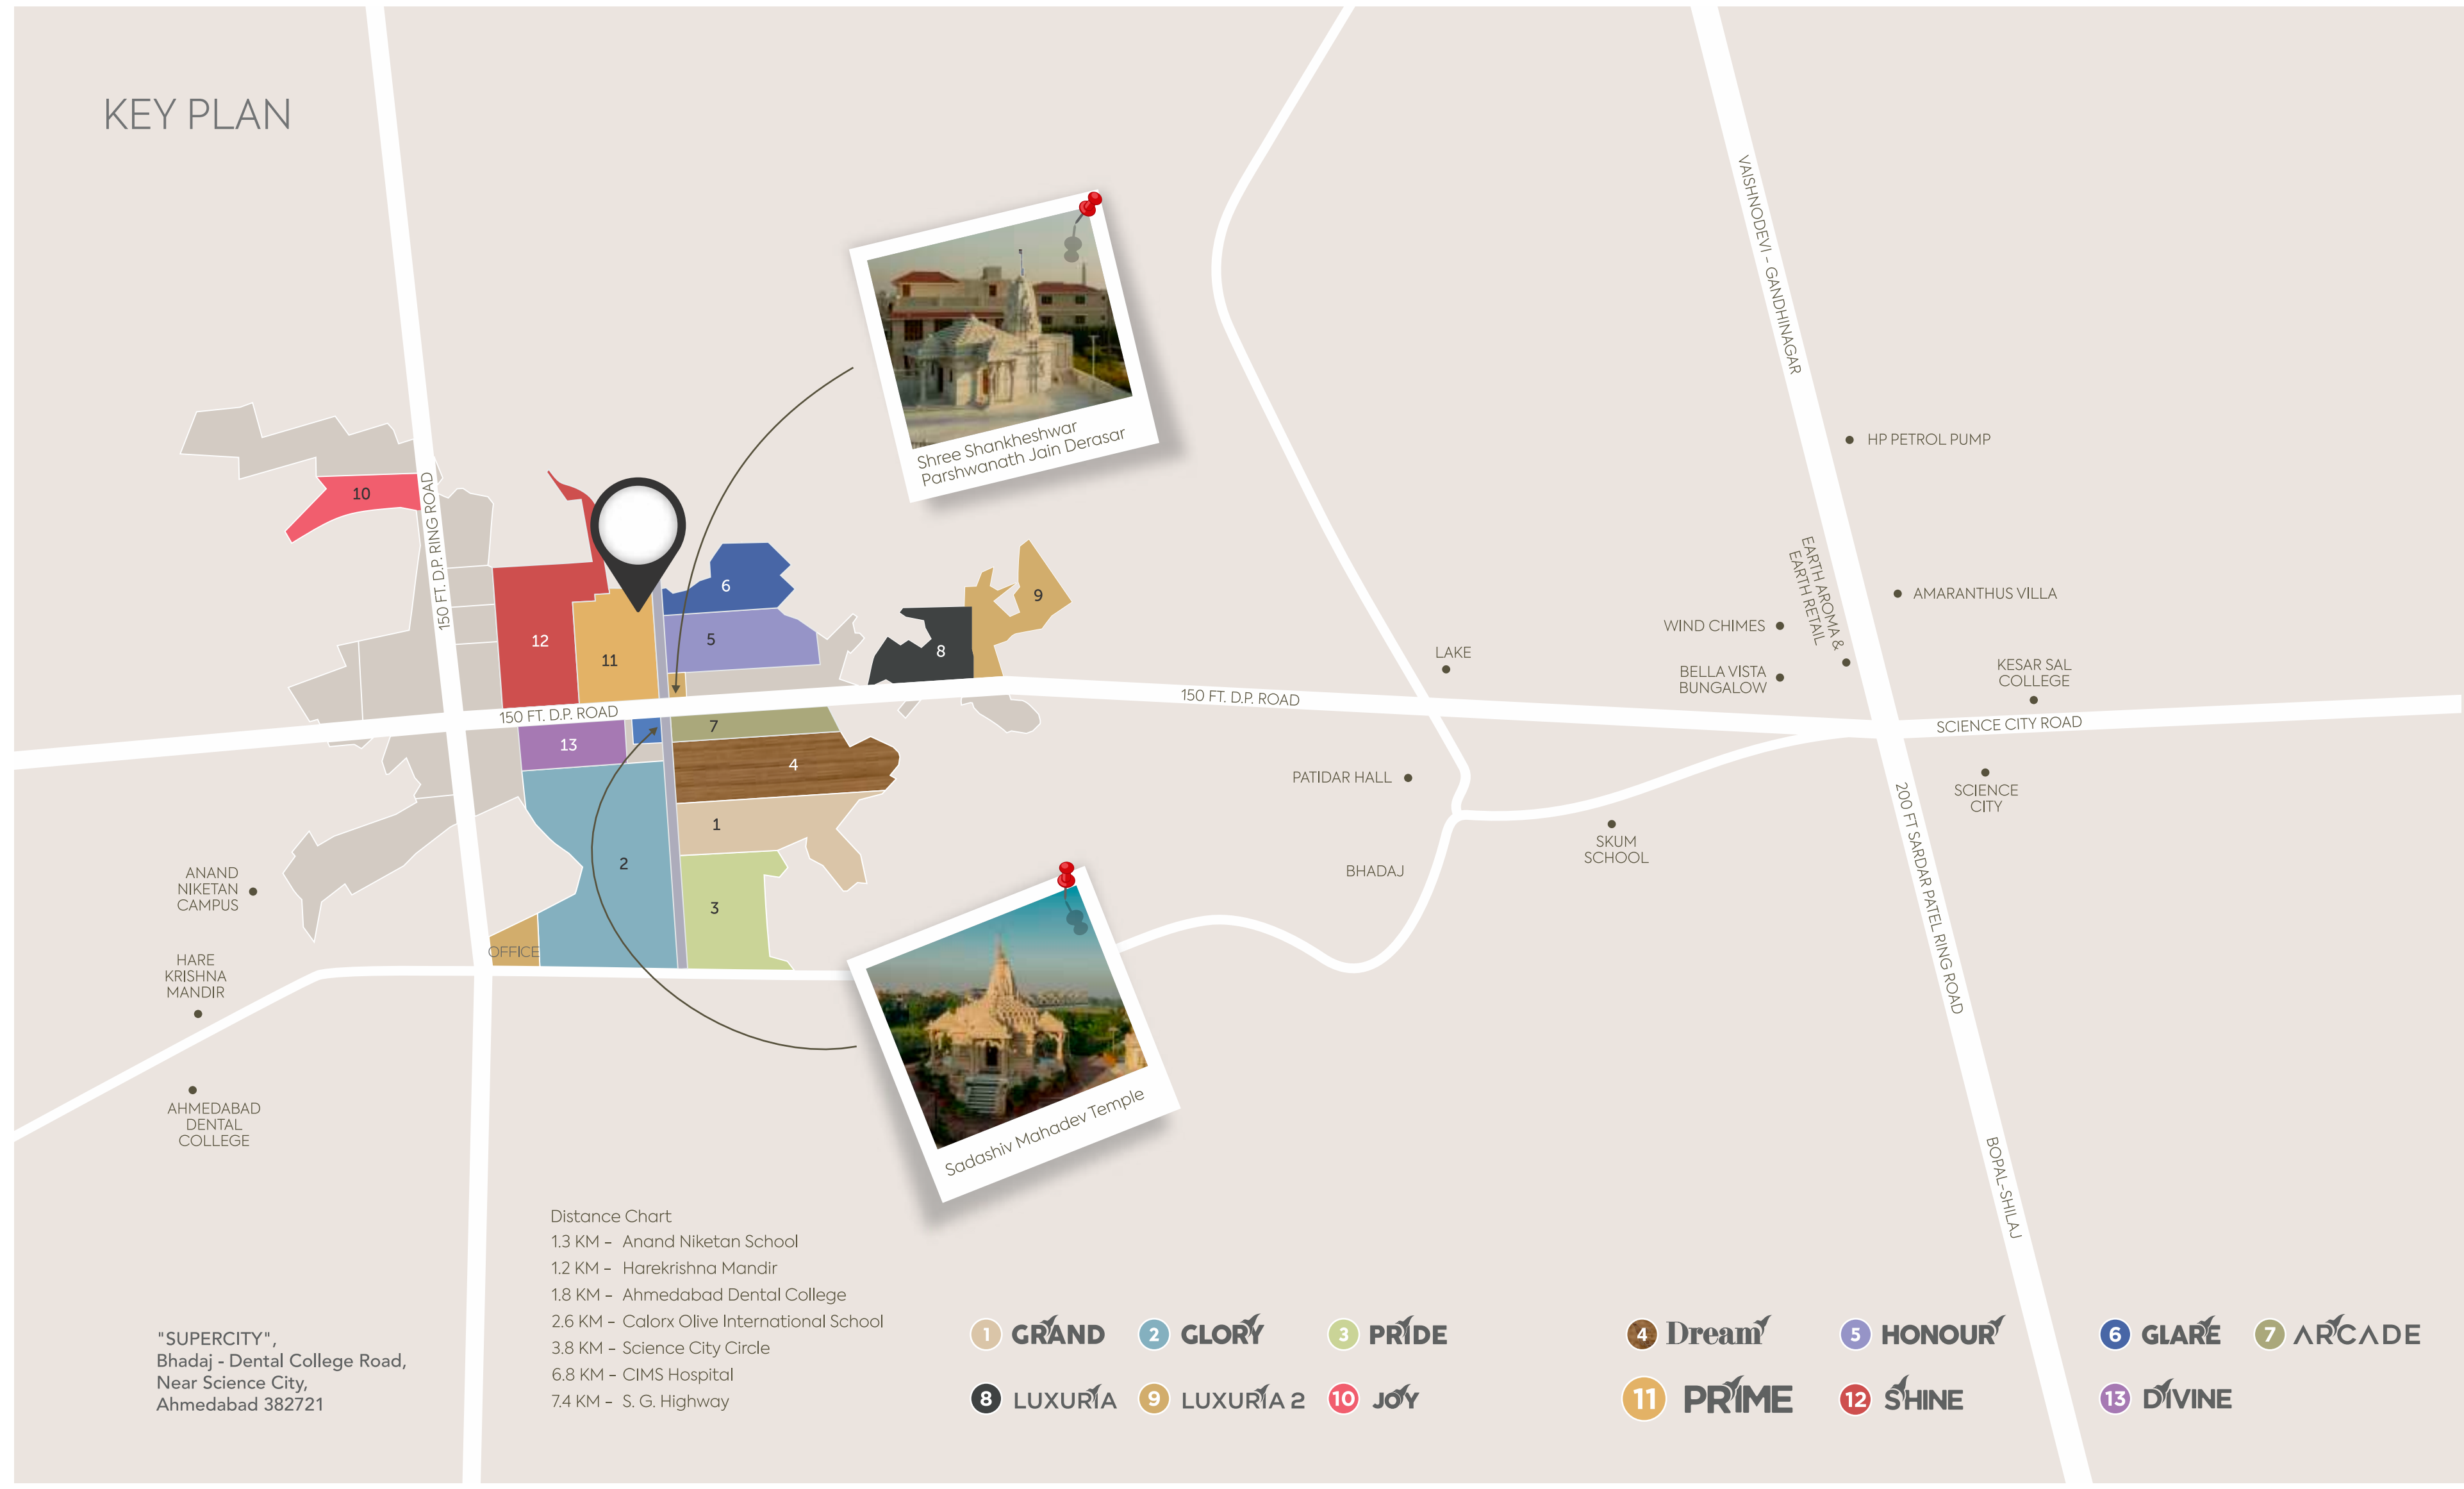 KEY PLAN
VAISHNODEVI - GANDHINAGAR
Shree Shankheshwar
Parshwanath Jain Derasar
HP PETROL PUMP
10
150 FT. D.P. RING ROAD
6
9
12
5
11
8
EARTH AROMA &
EARTH RETAIL
AMARANTHUS VILLA
WIND CHIMES
LAKE
BELLA VISTA
BUNGALOW
KESAR SAL
COLLEGE
150 FT. D.P. ROAD
150 FT. D.P. ROAD
SCIENCE CITY ROAD
7
13
4
PATIDAR HALL
SCIENCE
CITY
1
SKUM
SCHOOL
2
BHADAJ
200 FT SARDAR PATEL RING ROAD
ANAND
NIKETAN
CAMPUS
3
OFFICE
HARE
KRISHNA
MANDIR
AHMEDABAD
DENTAL
COLLEGE
Sadashiv Mahadev Temple
BOPAL-SHILAJ
Distance Chart
1.3 KM - Anand Niketan School
1.2 KM - Harekrishna Mandir
1.8 KM - Ahmedabad Dental College
2.6 KM - Calorx Olive International School
3.8 KM - Science City Circle
6.8 KM - CIMS Hospital
7.4 KM - S. G. Highway
"SUPERCITY",
Bhadaj - Dental College Road,
Near Science City,
Ahmedabad 382721
1 GRAND 2 GLORY 3 PRIDE 4 Dream 5 HONOUR 6 GLARE 7 ARCADE
8 LUXURIA 9 LUXURIA 2 10 JOY 11 PRIME 12 SHINE 13 DIVINE